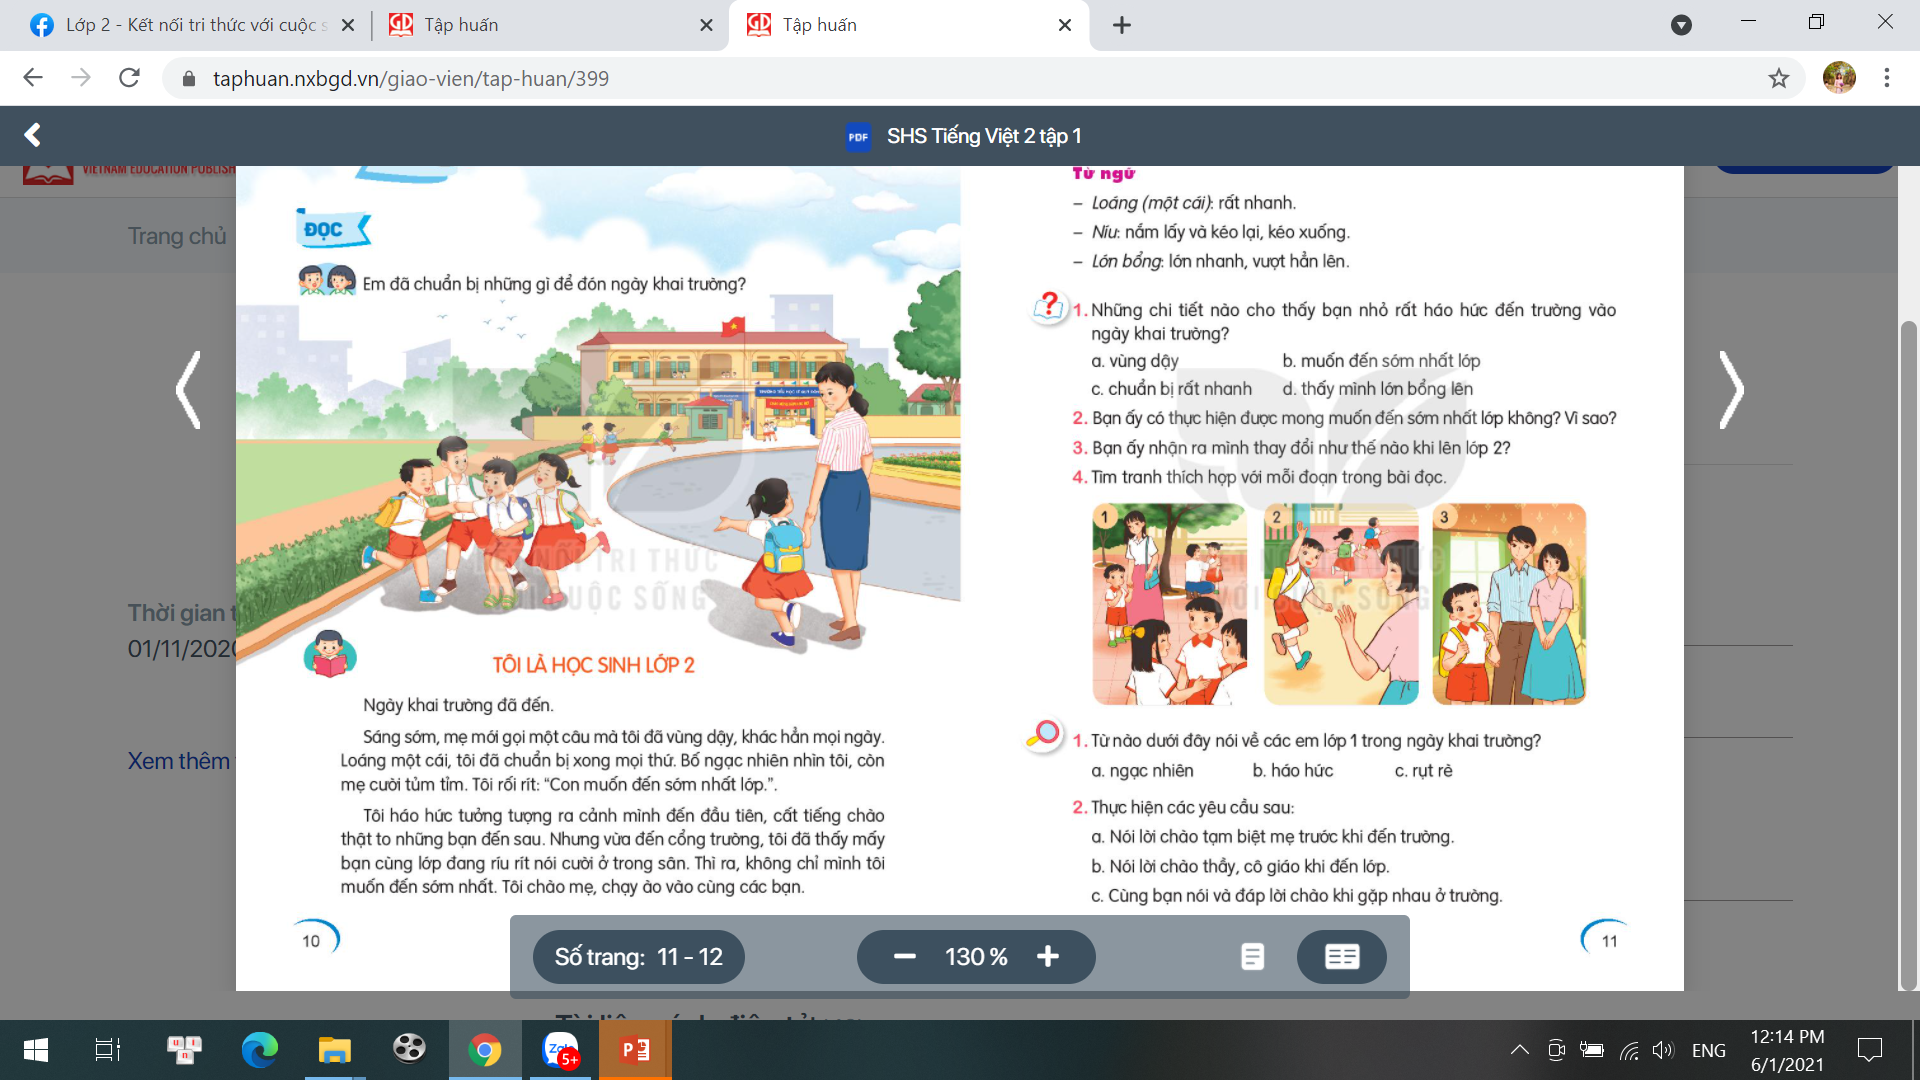 Lớp 2 - Kết nối tri thức với cuộc s
Tập huấn
Tập huấn
taphuan.nxbgd.vn/giao-vien/tap-huan/399
PDF SHS Tiếng Việt 2 tập 1
VIETNAM EDUCATION PUBLISH
Trang chủ
Thời gian t
01/11/2020
Xem thêm
ĐỌC
Em đã chuẩn bị những gì để đón ngày khai trường?
KẾT NỐI TRI THỨC
VỚI CUỘC SỐNG
TÔI LÀ HỌC SINH LỚP 2
Ngày khai trường đã đến.
Sáng sớm, mẹ mới gọi một câu mà tôi đã vùng dậy, khác hẳn mọi ngày.
Loáng một cái, tôi đã chuẩn bị xong mọi thứ. Bố ngạc nhiên nhìn tôi, còn
mẹ cười tủm tỉm. Tôi rối rít: “Con muốn đến sớm nhất lớp.”.
Tôi háo hức tưởng tượng ra cảnh mình đến đầu tiên, cất tiếng chào
thật to những bạn đến sau. Nhưng vừa đến cổng trường, tôi đã thấy mấy
bạn cùng lớp đang ríu rít nói cười ở trong sân. Thì ra, không chỉ mình tôi
muốn đến sớm nhất. Tôi chào mẹ, chạy ào vào cùng các bạn.
10
Từ ngữ
– Loáng (một cái): rất nhanh.
– Níu: nắm lấy và kéo lại, kéo xuống.
– Lớn bổng: lớn nhanh, vượt hẳn lên.
1. Những chi tiết nào cho thấy bạn nhỏ rất háo hức đến trường vào
ngày khai trường?
a. vùng dậy b. muốn đến sớm nhất lớp
c. chuẩn bị rất nhanh d. thấy mình lớn bổng lên
2. Bạn ấy có thực hiện được mong muốn đến sớm nhất lớp không? Vì sao?
3. Bạn ấy nhận ra mình thay đổi như thế nào khi lên lớp 2?
4. Tìm tranh thích hợp với mỗi đoạn trong bài đọc.
1 2 3
1. Từ nào dưới đây nói về các em lớp 1 trong ngày khai trường?
a. ngạc nhiên b. háo hức c. rụt rè
2. Thực hiện các yêu cầu sau:
a. Nói lời chào tạm biệt mẹ trước khi đến trường.
b. Nói lời chào thầy, cô giáo khi đến lớp.
c. Cùng bạn nói và đáp lời chào khi gặp nhau ở trường.
11
Số trang: 11 - 12
130 %
5+
ENG
12:14 PM
6/1/2021